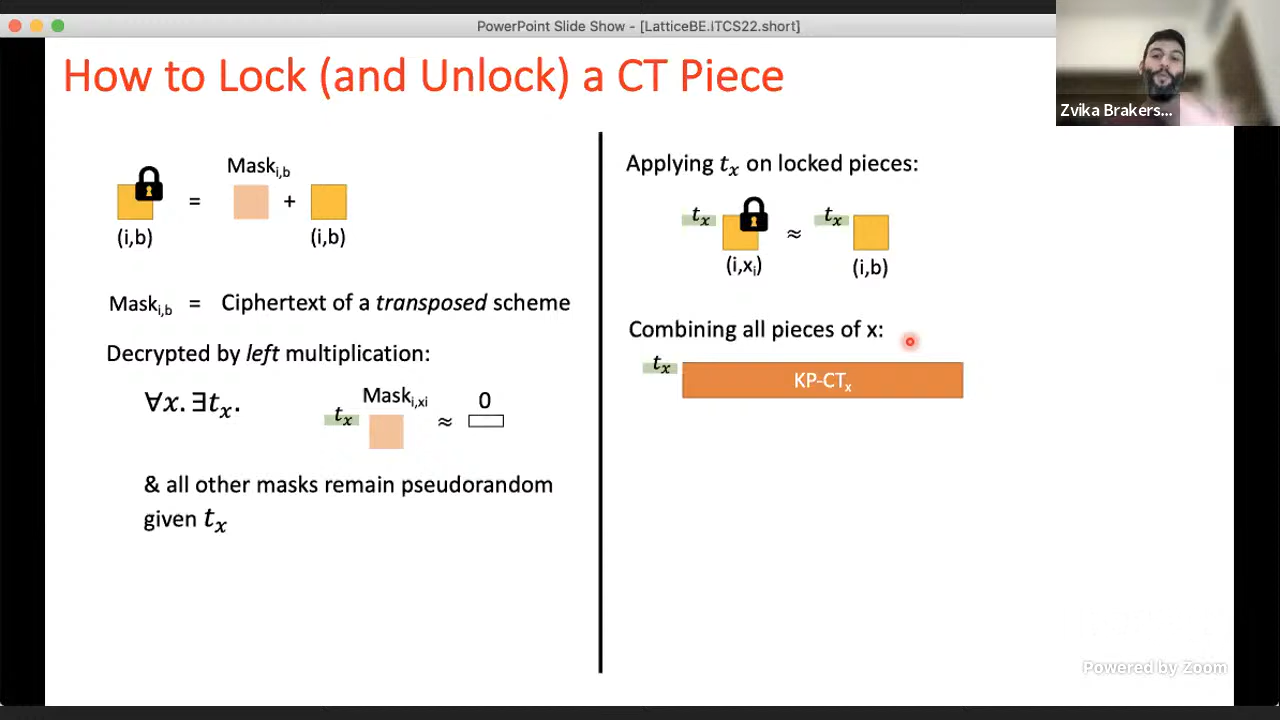 PowerPoint Slide Show - [LatticeBE.ITCS22.short]
Zvika Brakers...
How to Lock (and Unlock) a CT Piece
Mask_{i,b}
= +
(i,b) (i,b)
Mask_{i,b} = Ciphertext of a transposed scheme
Decrypted by left multiplication:
∀x. ∃t_x.
Mask_{i,xi} 0
t_x ≈
& all other masks remain pseudorandom
given t_x
Applying t_x on locked pieces:
t_x ≈ t_x
(i,x_i) (i,b)
Combining all pieces of x:
t_x KP-CT_x
Powered by Zoom